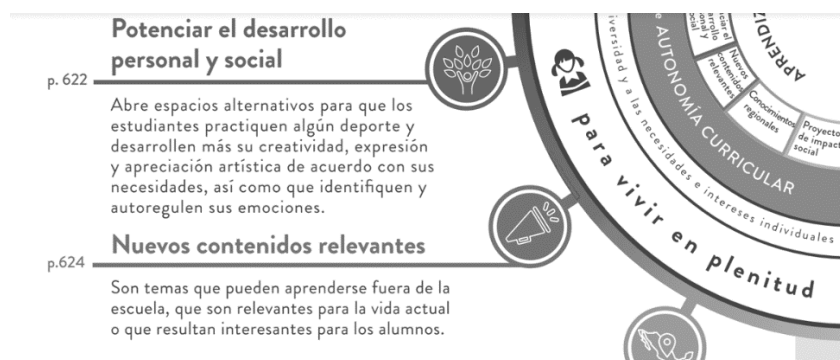 Potenciar el desarrollo
personal y social
p. 622
Abre espacios alternativos para que los
estudiantes practiquen algún deporte y
desarrollen más su creatividad, expresión
y apreciación artística de acuerdo con sus
necesidades, así como que identifiquen y
autoregulen sus emociones.
Nuevos contenidos relevantes
p.624
Son temas que pueden aprenderse fuera de la
escuela, que son relevantes para la vida actual
o que resultan interesantes para los alumnos.
para vivir en plenitud
y a las necesidades e intereses individuales
AUTONOMÍA CURRICULAR
Nuevos
contenidos
relevantes
Conocimientos
regionales
Proyecto
de impact
social